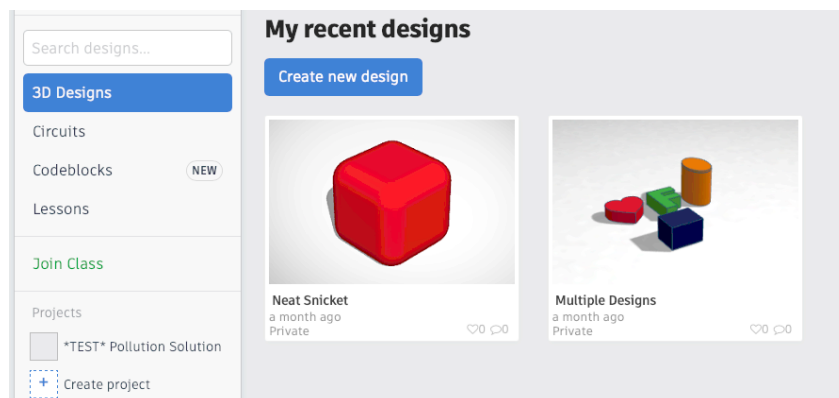 Search designs...
3D Designs
Circuits
Codeblocks NEW
Lessons
Join Class
Projects
*TEST* Pollution Solution
+ Create project
My recent designs
Create new design
Neat Snicket
a month ago
Private 0 0
F
Multiple Designs
a month ago
Private 0 0